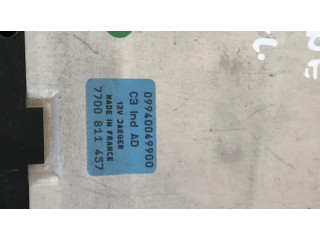 09940049900
C3 Ind AD
12V JAEGER
MADE IN FRANCE
7700 811 457